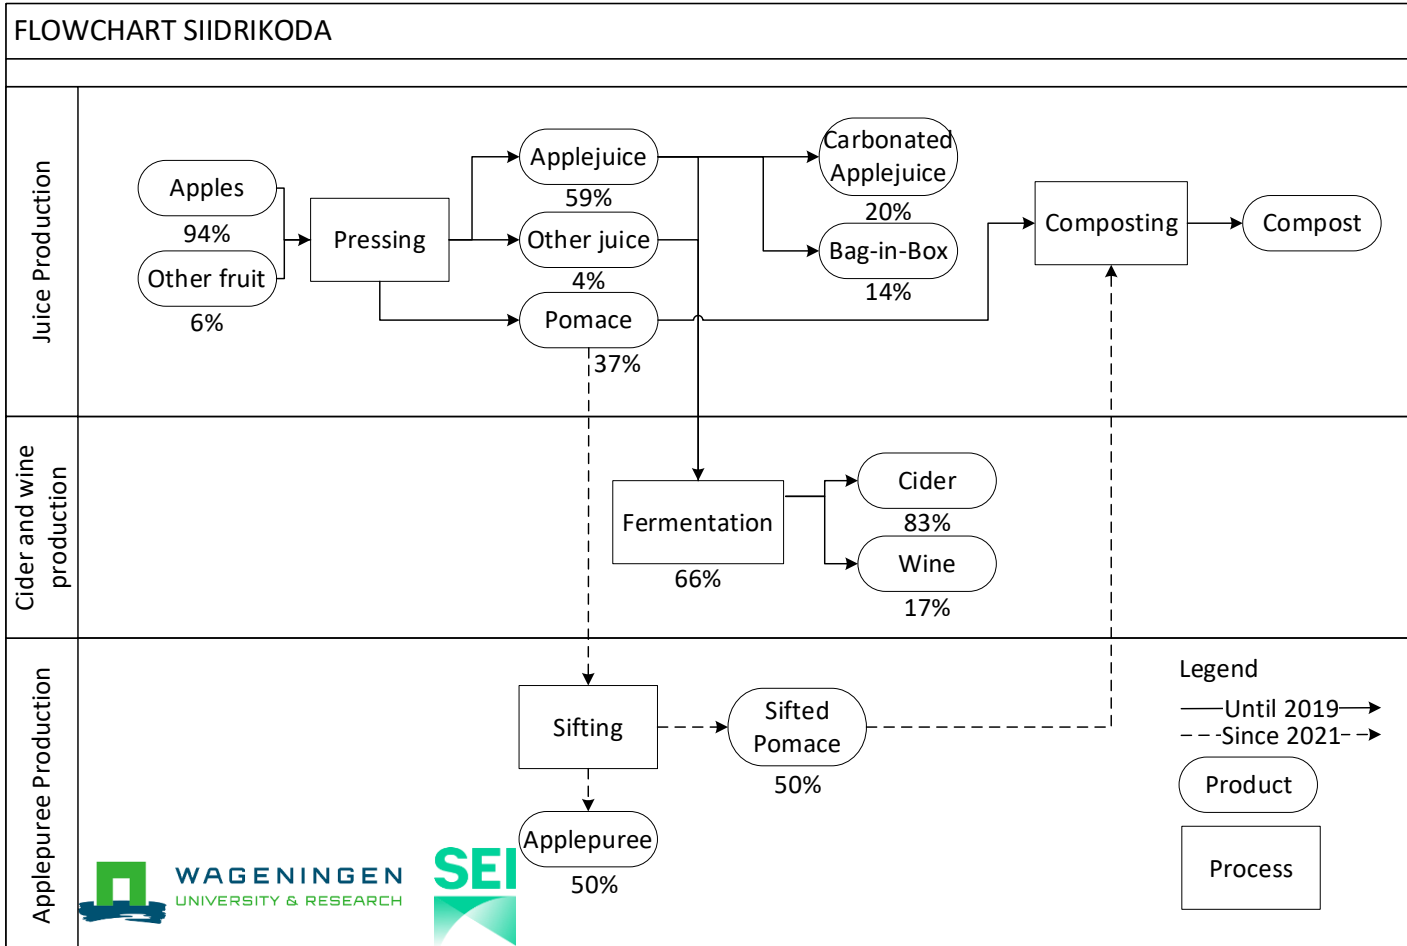 FLOWCHART SIIDRIKODA
Juice Production
Apples
94%
Other fruit
6%
Pressing
Applejuice
59%
Other juice
4%
Pomace
37%
Carbonated
Applejuice
20%
Bag-in-Box
14%
Composting
Compost
Cider and wine
production
Fermentation
66%
Cider
83%
Wine
17%
Applepuree Production
Sifting
Sifted
Pomace
50%
Applepuree
50%
Legend
Until 2019
Since 2021
Product
Process
WAGENINGEN
UNIVERSITY & RESEARCH
SEI